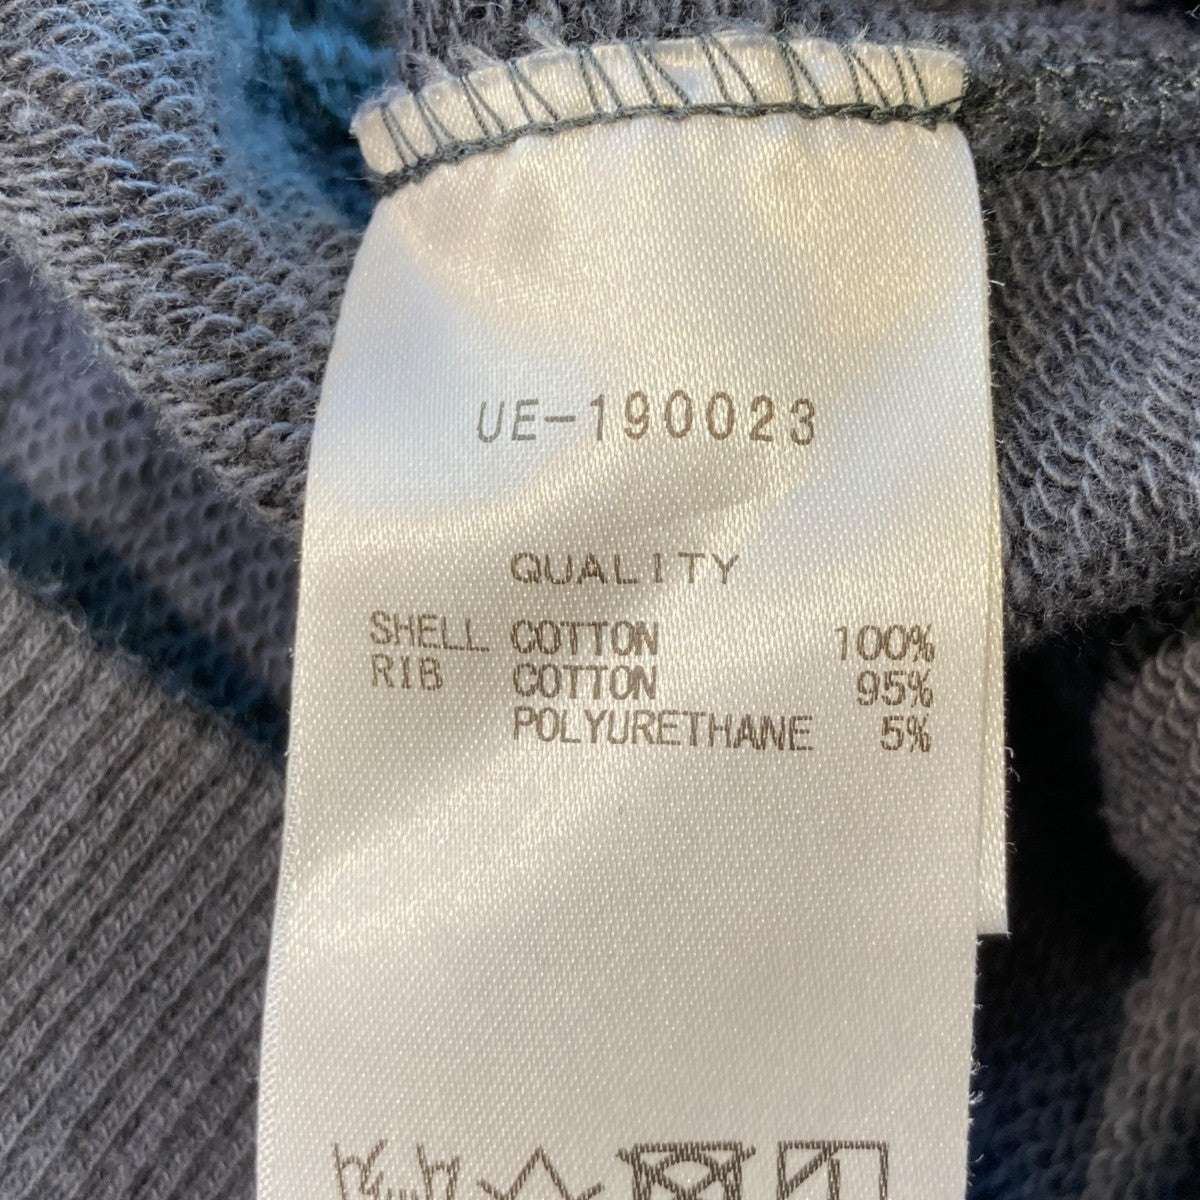 UE-190023
QUALITY
SHELL COTTON 100%
RIB COTTON 95%
POLYURETHANE 5%